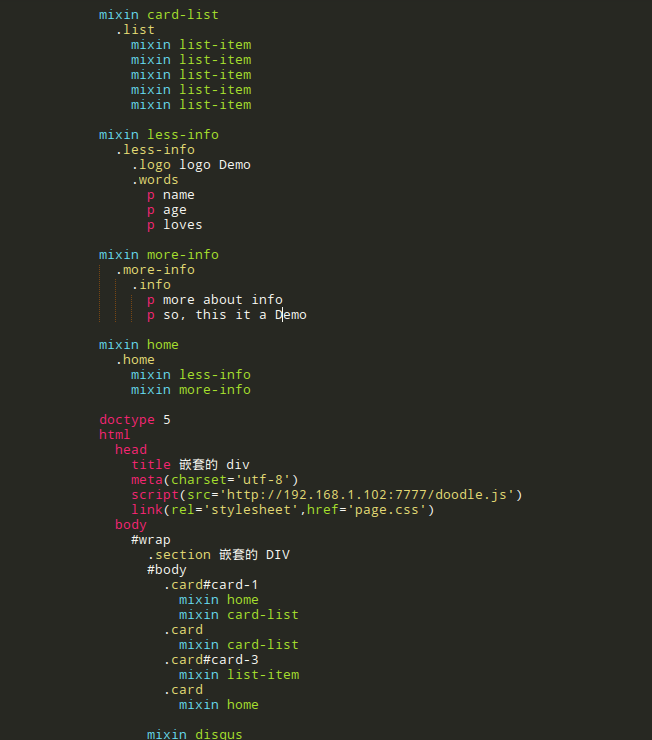 mixin card-list
.list
mixin list-item
mixin list-item
mixin list-item
mixin list-item
mixin list-item
mixin less-info
.less-info
.logo logo Demo
.words
p name
p age
p loves
mixin more-info
.more-info
.info
p more about info
p so, this it a Demo
mixin home
.home
mixin less-info
mixin more-info
doctype 5
html
head
title 嵌套的 div
meta(charset='utf-8')
script(src='http://192.168.1.102:7777/doodle.js')
link(rel='stylesheet',href='page.css')
body
#wrap
.section 嵌套的 DIV
#body
.card#card-1
mixin home
mixin card-list
.card
mixin card-list
.card#card-3
mixin list-item
.card
mixin home
mixin disqus